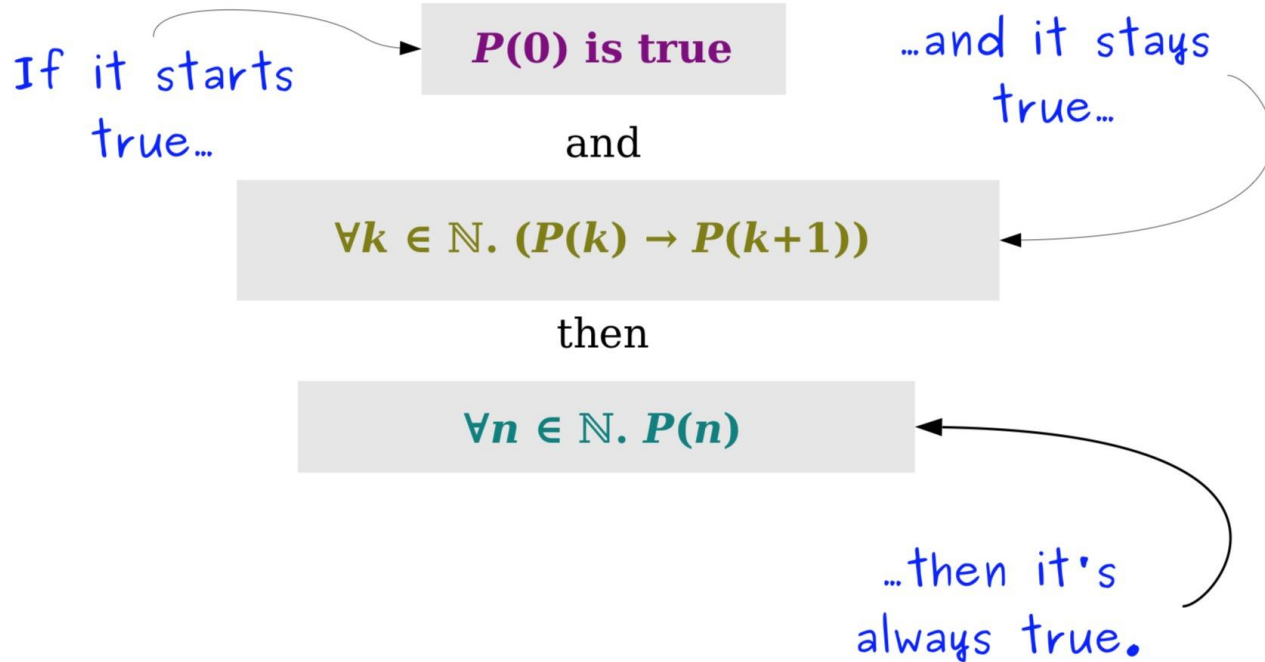 If it starts
true…
P(0) is true
…and it stays
true…
and
∀k ∈ ℕ. (P(k) → P(k+1))
then
∀n ∈ ℕ. P(n)
…then it's
always true.